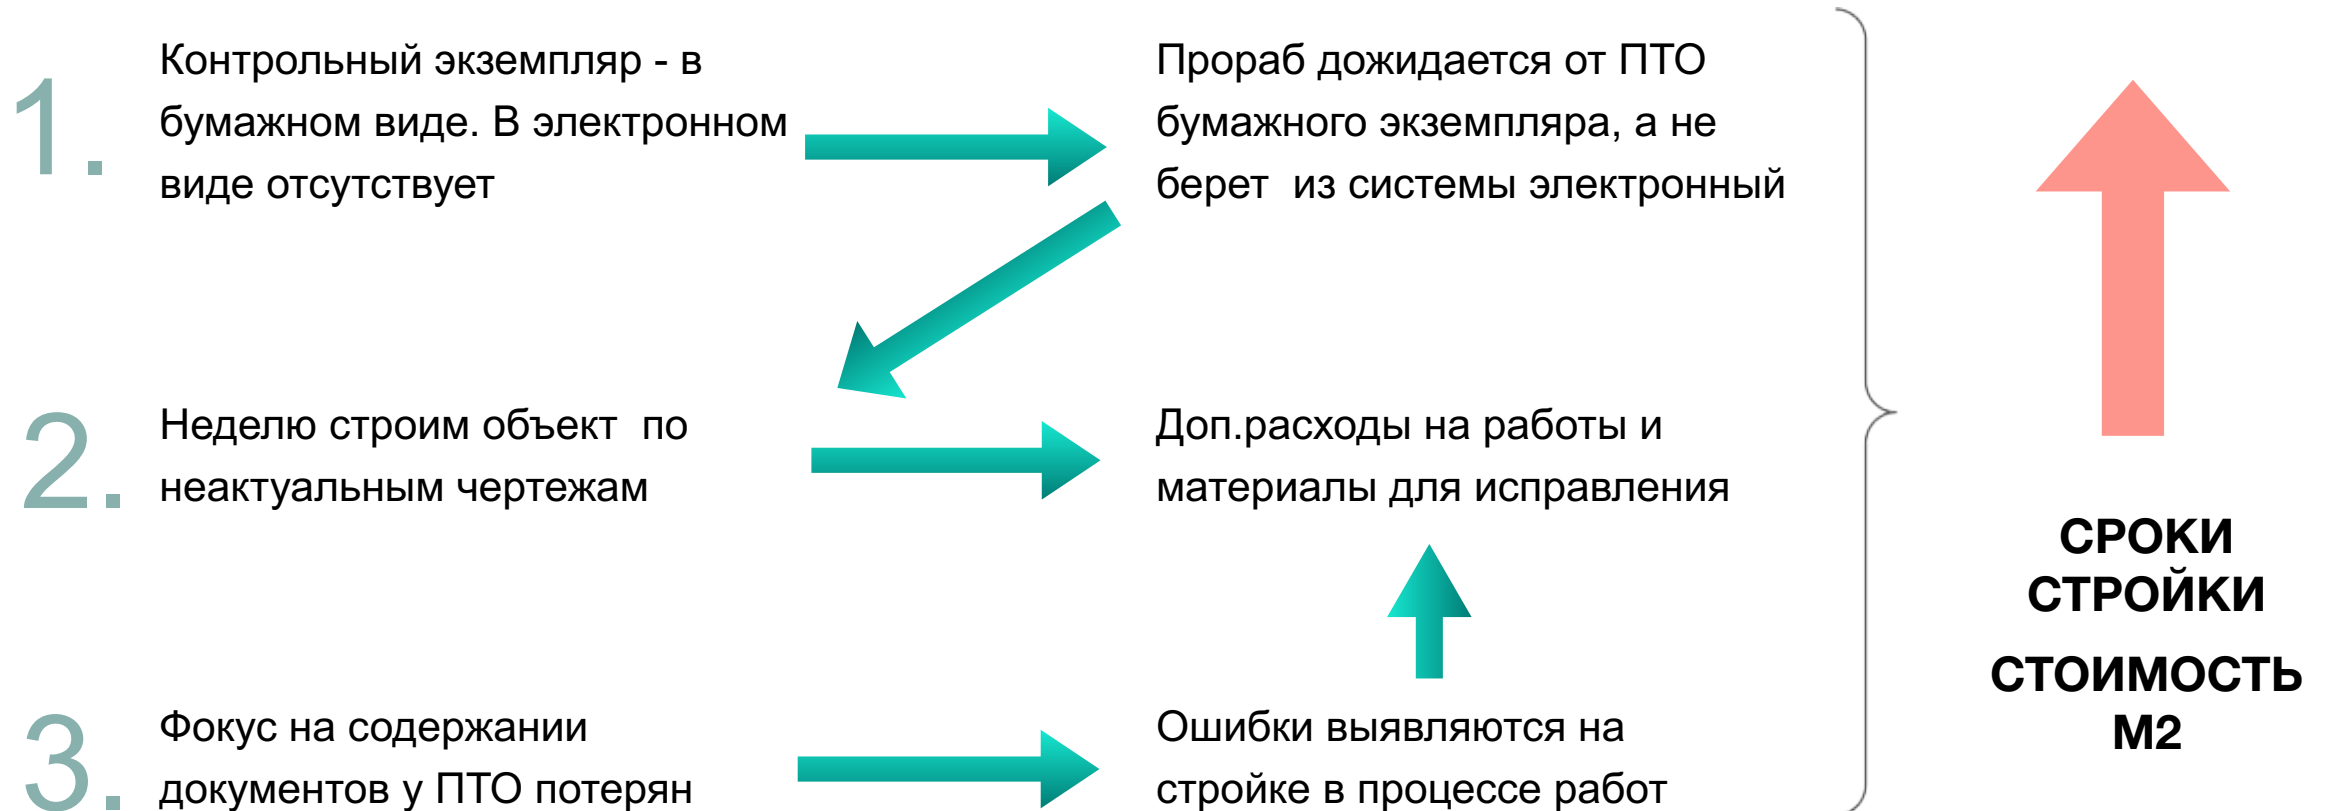 1.
Контрольный экземпляр - в
бумажном виде. В электронном
виде отсутствует
Прораб дожидается от ПТО
бумажного экземпляра, а не
берет  из системы электронный
2.
Неделю строим объект  по
неактуальным чертежам
Доп.расходы на работы и
материалы для исправления
3.
Фокус на содержании
документов у ПТО потерян
Ошибки выявляются на
стройке в процессе работ
СРОКИ
СТРОЙКИ
СТОИМОСТЬ
М2